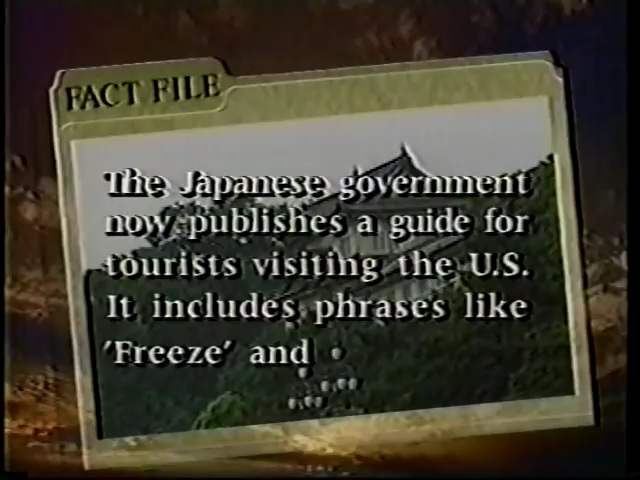 FACT FILE
The Japanese government
now publishes a guide for
tourists visiting the U.S.
It includes phrases like
'Freeze' and